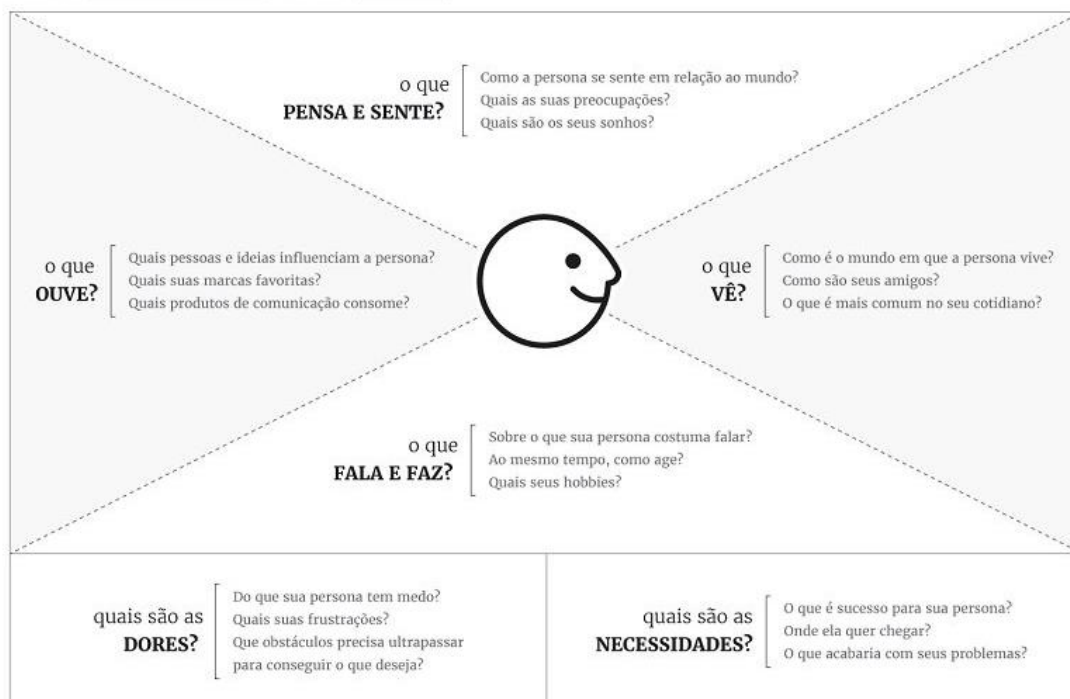 o que
PENSA E SENTE?
Como a persona se sente em relação ao mundo?
Quais as suas preocupações?
Quais são os seus sonhos?
o que
OUVE?
Quais pessoas e ideias influenciam a persona?
Quais suas marcas favoritas?
Quais produtos de comunicação consome?
o que
VÊ?
Como é o mundo em que a persona vive?
Como são seus amigos?
O que é mais comum no seu cotidiano?
o que
FALA E FAZ?
Sobre o que sua persona costuma falar?
Ao mesmo tempo, como age?
Quais seus hobbies?
quais são as
DORES?
Do que sua persona tem medo?
Quais suas frustrações?
Que obstáculos precisa ultrapassar
para conseguir o que deseja?
quais são as
NECESSIDADES?
O que é sucesso para sua persona?
Onde ela quer chegar?
O que acabaria com seus problemas?